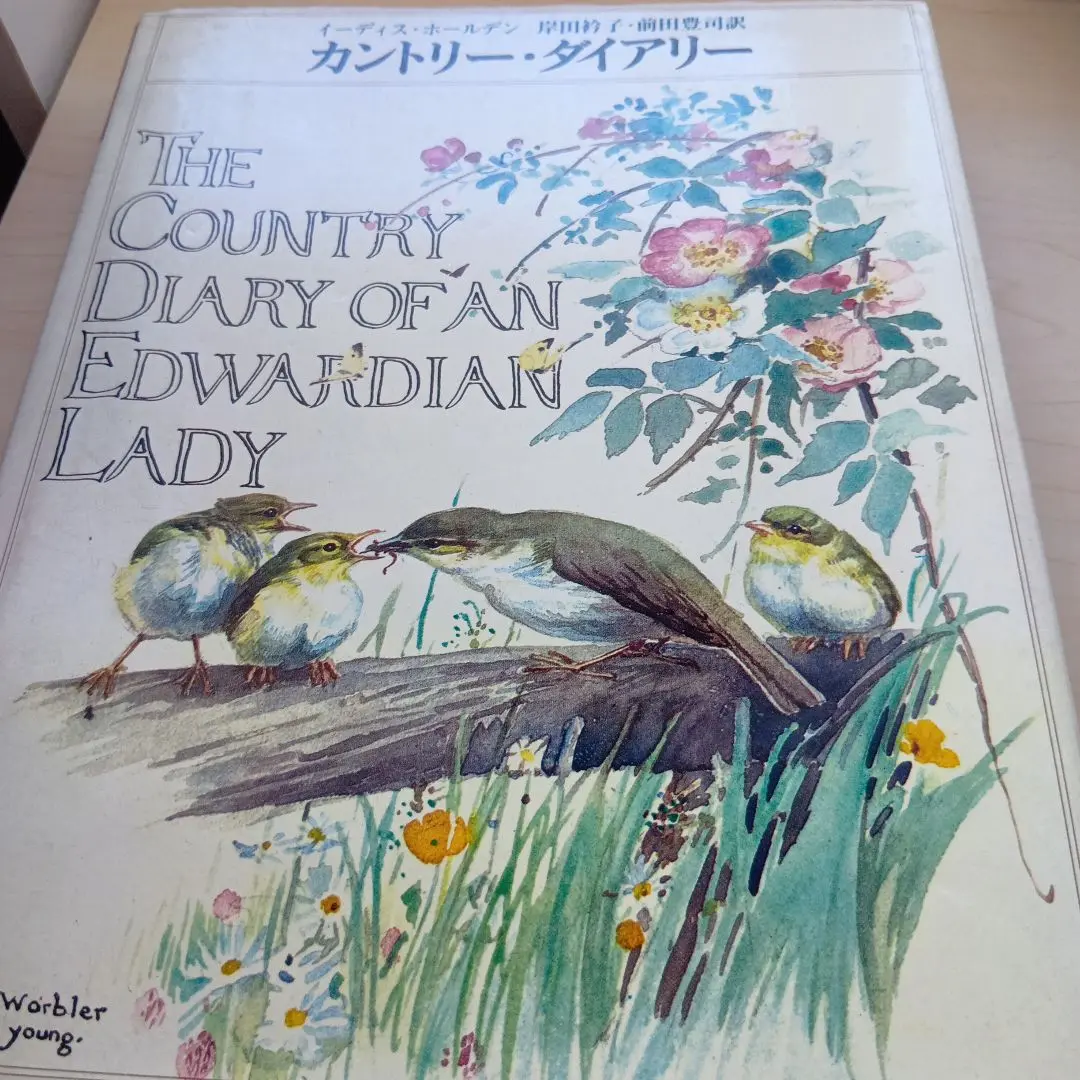 イーディス・ホールデン 岸田衿子・前田豊司訳
カントリー・ダイアリー
THE
COUNTRY
DIARY OF AN
EDWARDIAN
LADY
Warbler
young.